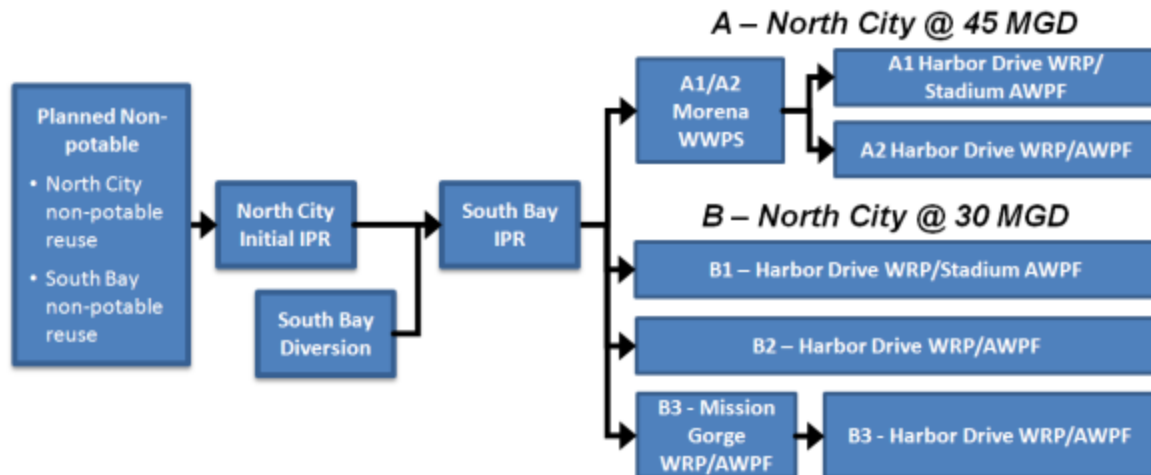 Planned Non-
potable
• North City
non-potable
reuse
• South Bay
non-potable
reuse
North City
Initial IPR
South Bay
Diversion
South Bay
IPR
A – North City @ 45 MGD
A1/A2
Morena
WWPS
A1 Harbor Drive WRP/
Stadium AWPF
A2 Harbor Drive WRP/AWPF
B – North City @ 30 MGD
B1 – Harbor Drive WRP/Stadium AWPF
B2 – Harbor Drive WRP/AWPF
B3 - Mission
Gorge
WRP/AWPF
B3 - Harbor Drive WRP/AWPF